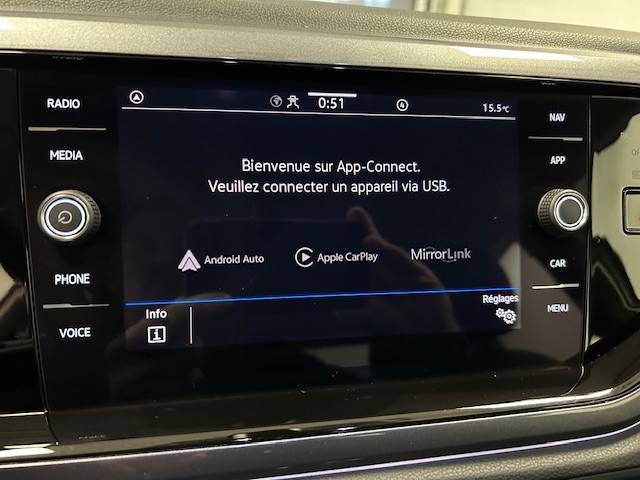 RADIO
MEDIA
PHONE
VOICE
0:51
15.5°C
Bienvenue sur App-Connect.
Veuillez connecter un appareil via USB.
Android Auto
Apple CarPlay
MirrorLink
Info
Réglages
NAV
APP
CAR
MENU